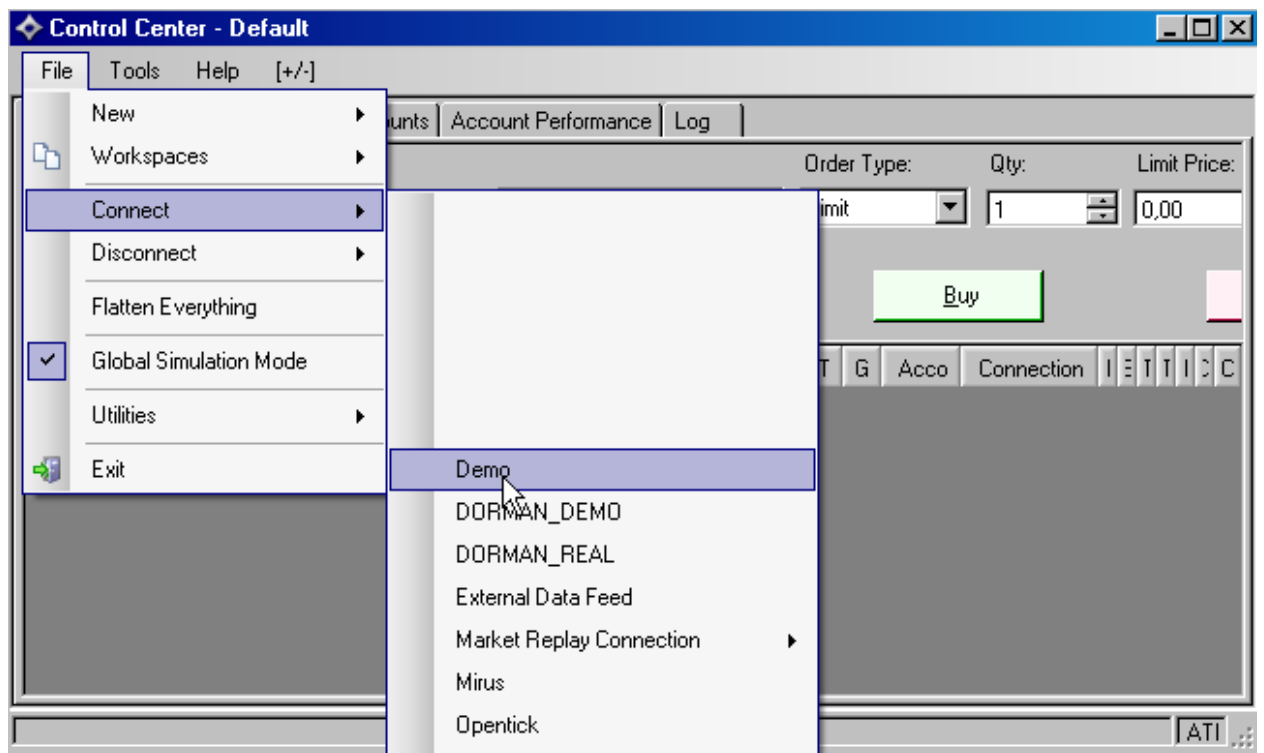 Control Center - Default
File Tools Help [+/-]
New
Workspaces
Connect
Disconnect
Flatten Everything
Global Simulation Mode
Utilities
Exit
unts Account Performance Log
Order Type: Qty: Limit Price:
imit 1 0,00
Buy
T G Acco Connection I E T T I C C
Demo
DORMAN_DEMO
DORMAN_REAL
External Data Feed
Market Replay Connection
Mirus
Opentick
ATI